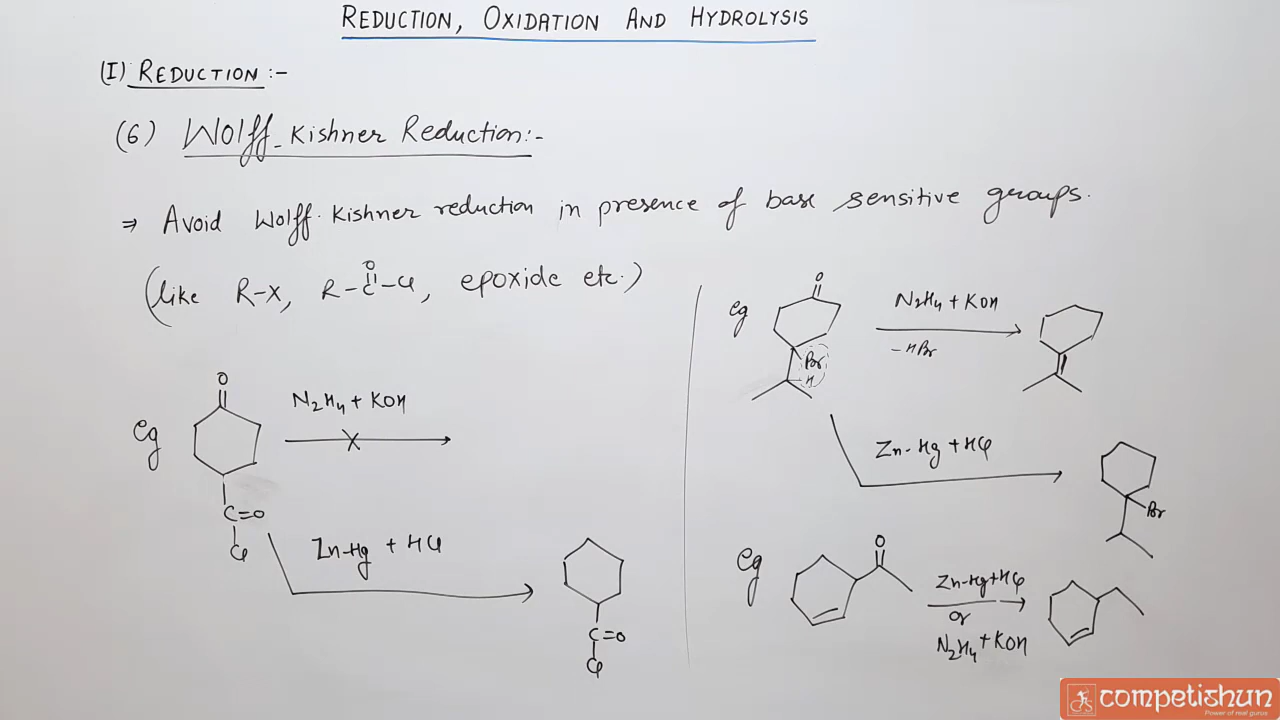 REDUCTION, OXIDATION AND HYDROLYSIS
(I) REDUCTION :-
(6) Wolff-Kishner Reduction:-
⇒ Avoid Wolff-Kishner reduction in presence of base sensitive groups.
(like R-X, R-C-Cl, epoxide etc.)
O
eg
O
N2H4 + KOH
C=O
Cl
Zn-Hg + HCl
C=O
Cl
eg
O
Br
H
N2H4 + KOH
-HBr
Zn-Hg + HCl
Br
eg
O
Zn-Hg+HCl
or
N2H4+KOH
competishun
Power of real gurus